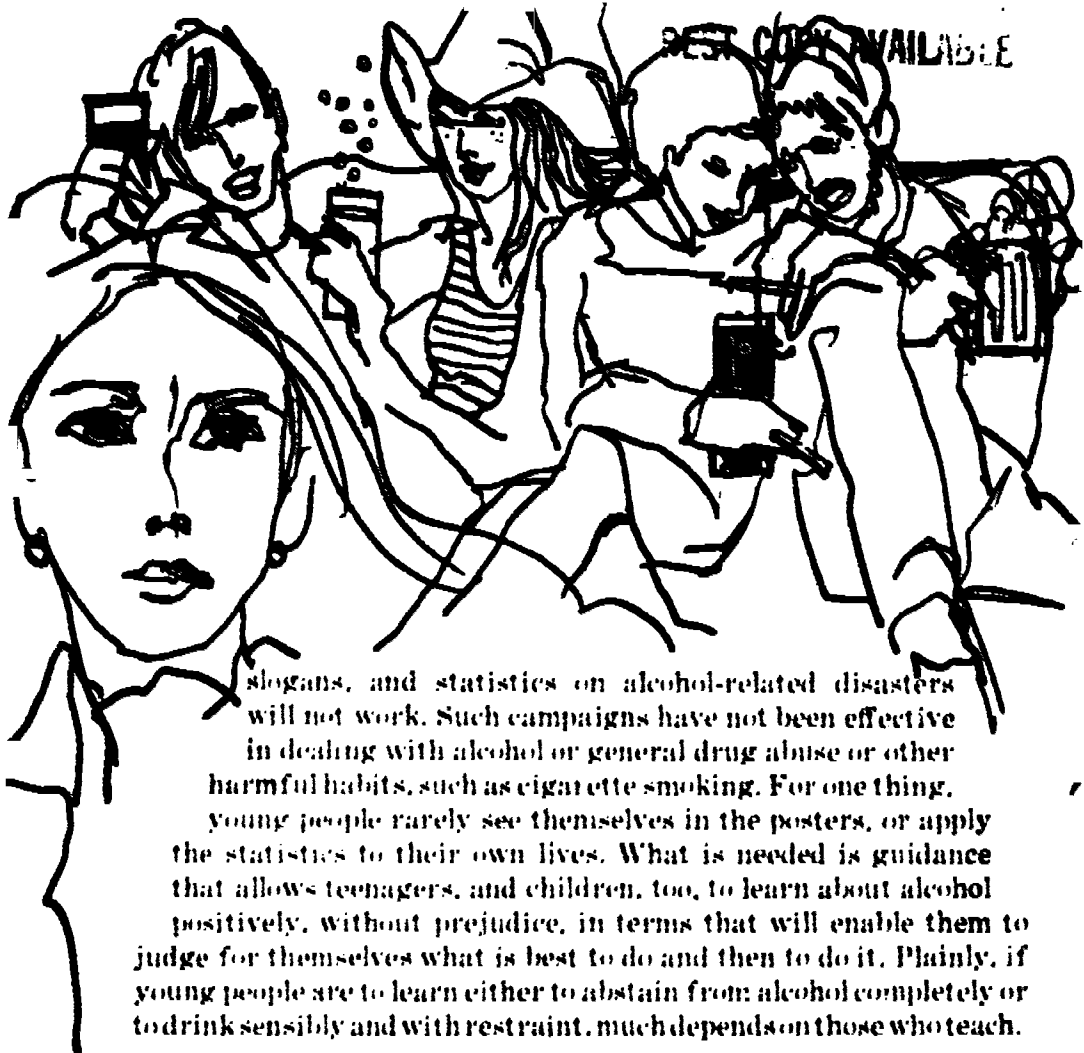 BEST COPY AVAILABLE
slogans, and statistics on alcohol-related disasters
will not work. Such campaigns have not been effective
in dealing with alcohol or general drug abuse or other
harmful habits, such as cigarette smoking. For one thing,
young people rarely see themselves in the posters, or apply
the statistics to their own lives. What is needed is guidance
that allows teenagers, and children, too, to learn about alcohol
positively, without prejudice, in terms that will enable them to
judge for themselves what is best to do and then to do it. Plainly, if
young people are to learn either to abstain from alcohol completely or
to drink sensibly and with restraint, much depends on those who teach.